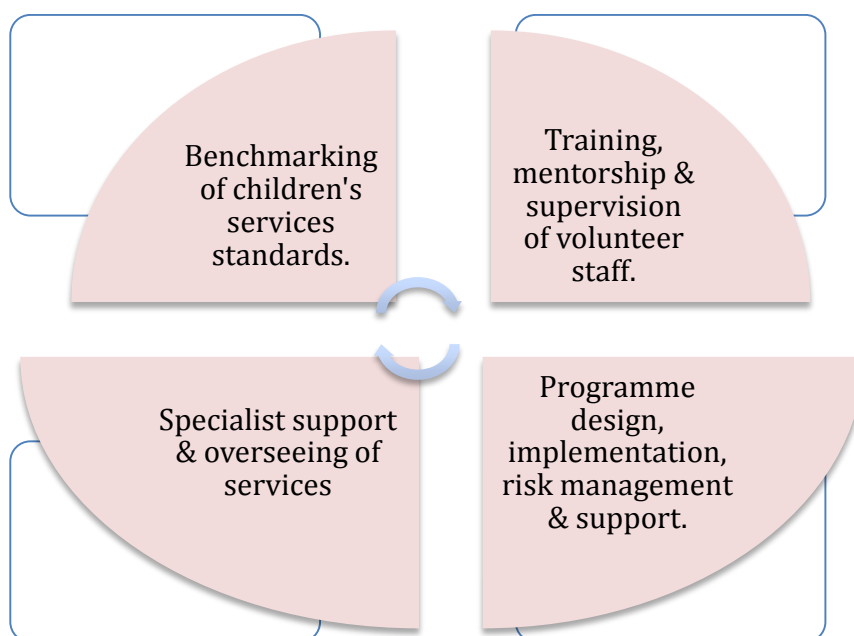 Benchmarking
of children's
services
standards.
Training,
mentorship &
supervision
of volunteer
staff.
Specialist support
& overseeing of
services
Programme
design,
implementation,
risk management
& support.